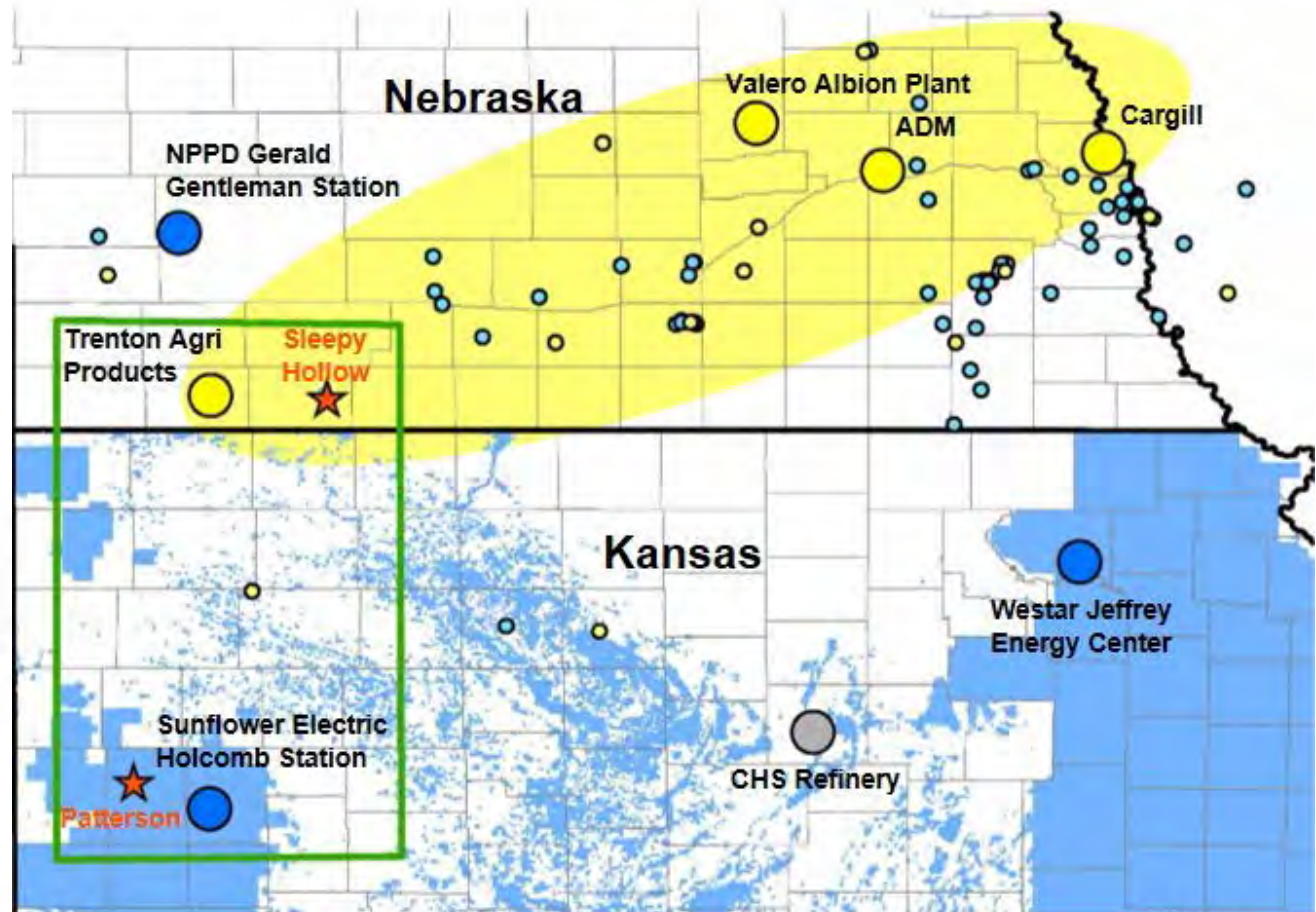 Nebraska
Valero Albion Plant
ADM
Cargill
NPPD Gerald
Gentleman Station
Trenton Agri
Products
Sleepy
Hollow
Kansas
Westar Jeffrey
Energy Center
Sunflower Electric
Holcomb Station
Patterson
CHS Refinery